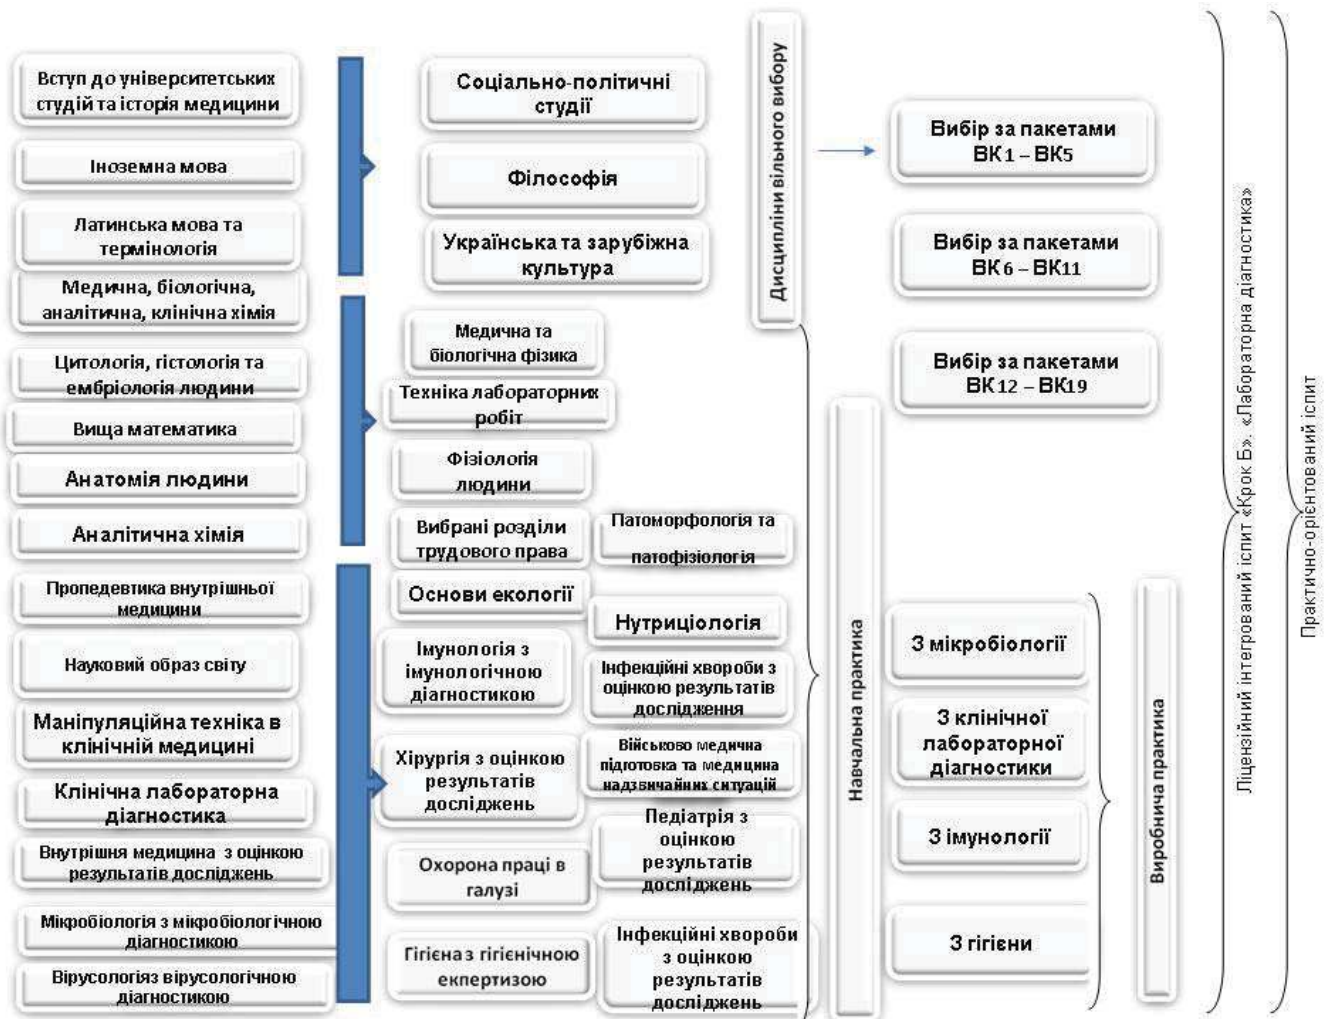 Вступ до університетських
студій та історія медицини
Іноземна мова
Латинська мова та
термінологія
Медична, біологічна,
аналітична, клінічна хімія
Цитологія, гістологія та
ембріологія людини
Вища математика
Анатомія людини
Аналітична хімія
Пропедевтика внутрішньої
медицини
Науковий образ світу
Маніпуляційна техніка в
клінічній медицині
Клінічна лабораторна
діагностика
Внутрішня медицина з оцінкою
результатів досліджень
Мікробіологія з мікробіологічною
діагностикою
Вірусологіяз вірусологічною
діагностикою
Соціально-політичні
студії
Філософія
Українська та зарубіжна
культура
Медична та
біологічна фізика
Техніка лабораторних
робіт
Фізіологія
людини
Вибрані розділи
трудового права
Основи екології
Імунологія з
імунологічною
діагностикою
Хірургія з оцінкою
результатів
досліджень
Охорона праці в
галузі
Гігієна з гігієнічною
експертизою
Патоморфологія та
патофізіологія
Нутриціологія
Інфекційні хвороби з
оцінкою результатів
дослідження
Військово медична
підготовка та медицина
надзвичайних ситуацій
Педіатрія з
оцінкою
результатів
досліджень
Інфекційні хвороби
з оцінкою
результатів
досліджень
Дисципліни вільного вибору
Навчальна практика
Вибір за пакетами
ВК1 – ВК5
Вибір за пакетами
ВК6 – ВК11
Вибір за пакетами
ВК12 – ВК19
З мікробіології
З клінічної
лабораторної
діагностики
З імунології
З гігієни
Виробнича практика
Ліцензійний інтегрований іспит «Крок Б». «Лабораторна діагностика»
Практично-орієнтований іспит